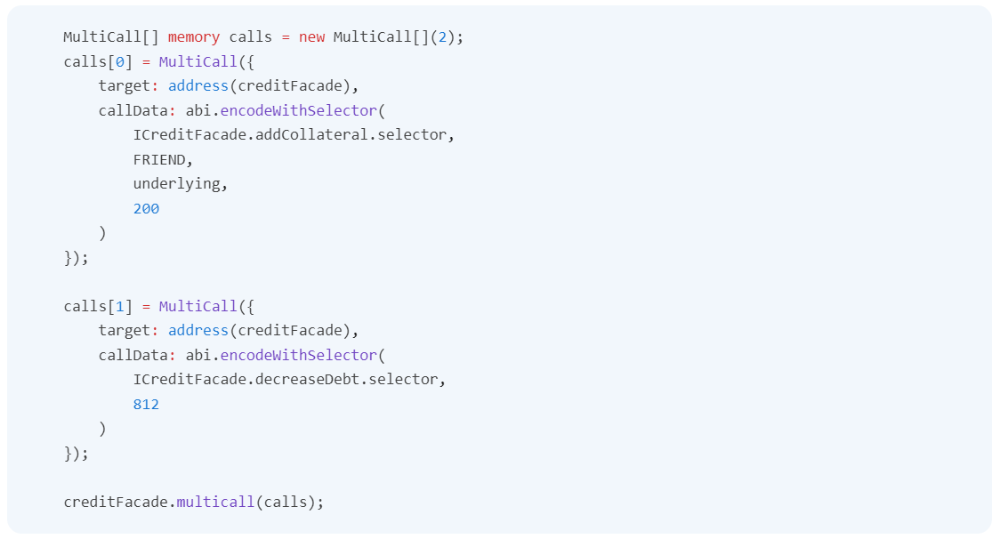 MultiCall[] memory calls = new MultiCall[](2);
calls[0] = MultiCall({
    target: address(creditFacade),
    callData: abi.encodeWithSelector(
        ICreditFacade.addCollateral.selector,
        FRIEND,
        underlying,
        200
    )
});

calls[1] = MultiCall({
    target: address(creditFacade),
    callData: abi.encodeWithSelector(
        ICreditFacade.decreaseDebt.selector,
        812
    )
});

creditFacade.multicall(calls);